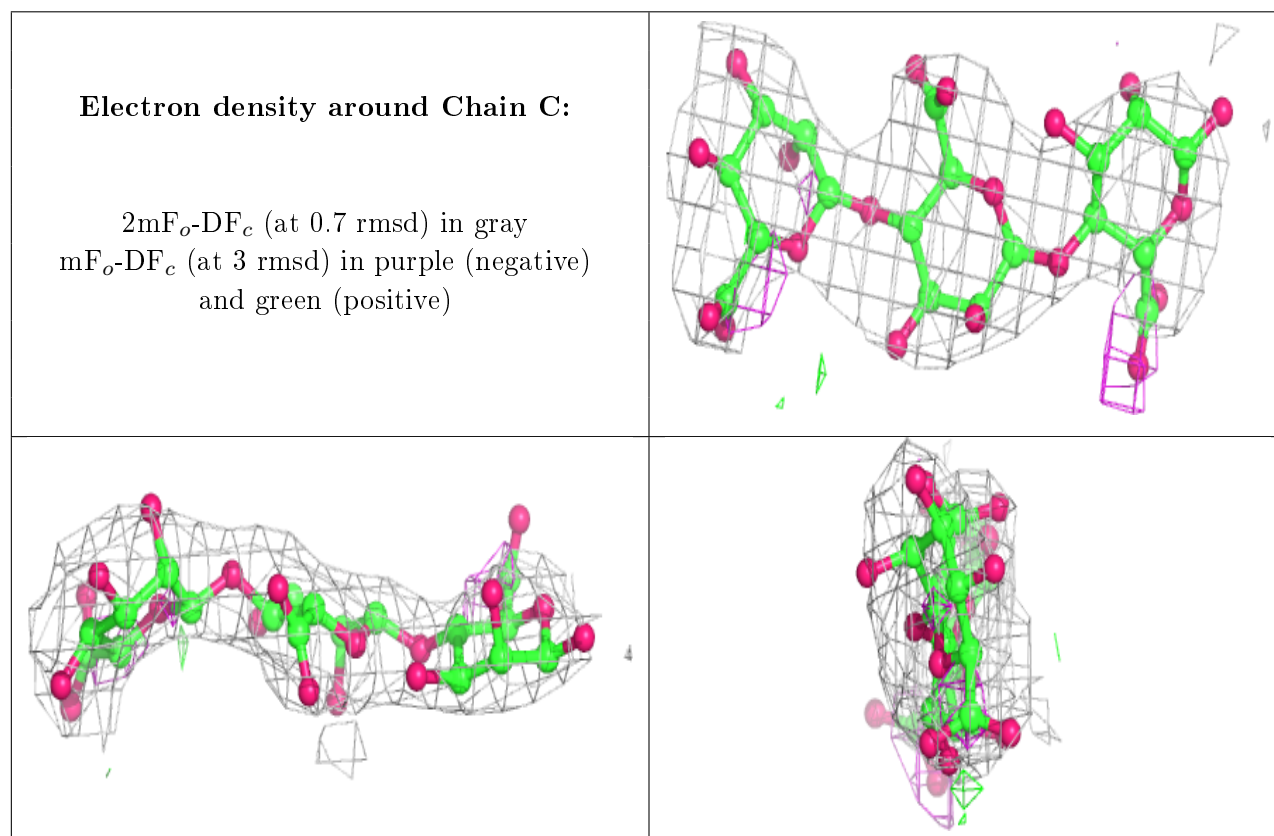 Electron density around Chain C:
2mFₒ-DF𝒸 (at 0.7 rmsd) in gray
mFₒ-DF𝒸 (at 3 rmsd) in purple (negative)
and green (positive)